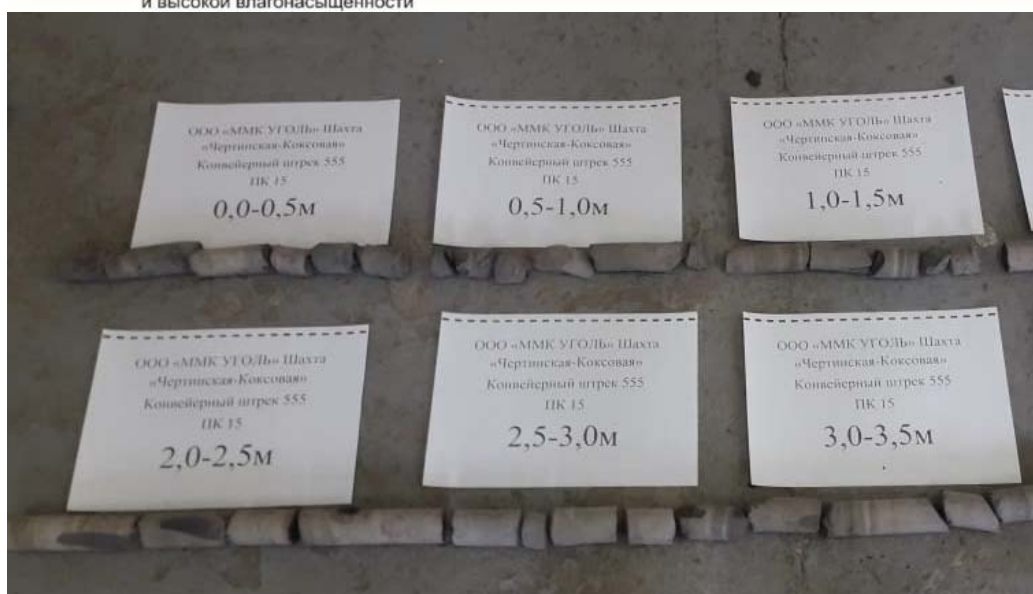 и высокой влагонасыщенности
ООО «ММК УГОЛЬ» Шахта
«Чертинская-Коксовая»
Конвейерный штрек 555
ПК 15
0,0-0,5м
ООО «ММК УГОЛЬ» Шахта
«Чертинская-Коксовая»
Конвейерный штрек 555
ПК 15
0,5-1,0м
ООО «ММК УГОЛЬ» Шахта
«Чертинская-Коксовая»
Конвейерный штрек 555
ПК 15
1,0-1,5м
ООО «ММК УГОЛЬ» Шахта
«Чертинская-Коксовая»
Конвейерный штрек 555
ПК 15
2,0-2,5м
ООО «ММК УГОЛЬ» Шахта
«Чертинская-Коксовая»
Конвейерный штрек 555
ПК 15
2,5-3,0м
ООО «ММК УГОЛЬ» Шахта
«Чертинская-Коксовая»
Конвейерный штрек 555
ПК 15
3,0-3,5м